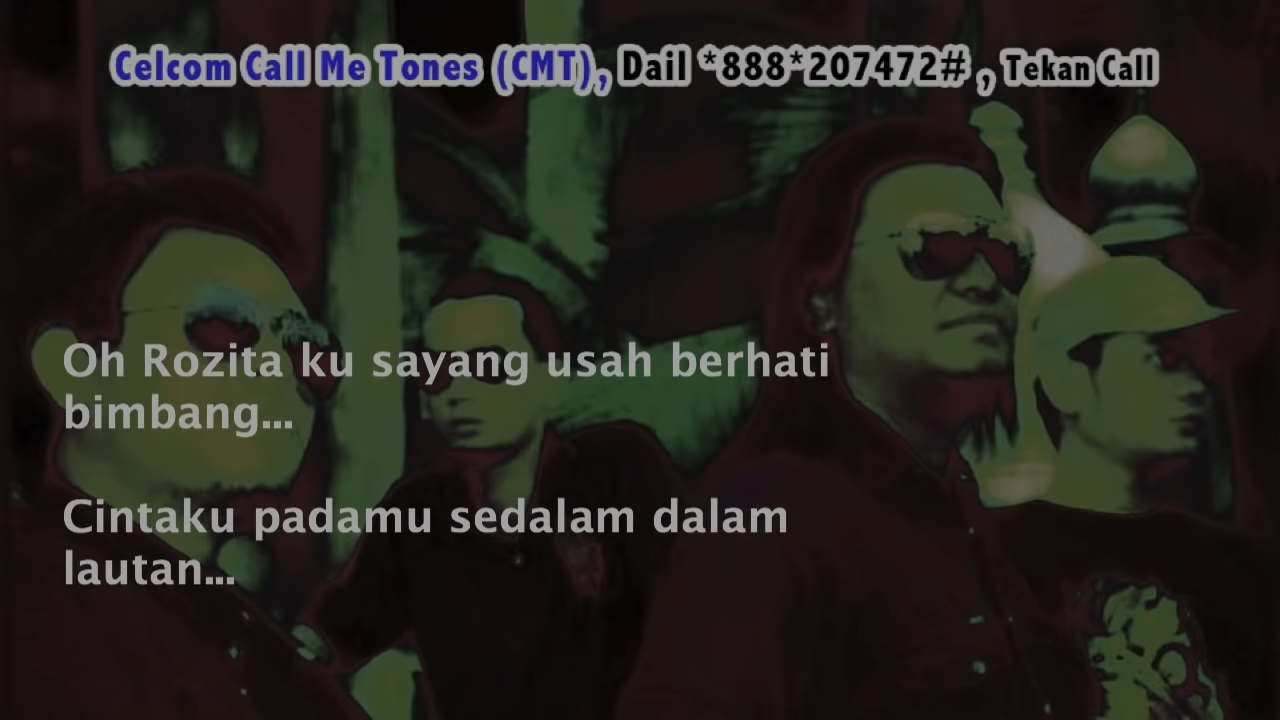 Celcom Call Me Tones (CMT), Dail *888*207472# , Tekan Call
Oh Rozita ku sayang usah berhati
bimbang...
Cintaku padamu sedalam dalam
lautan...